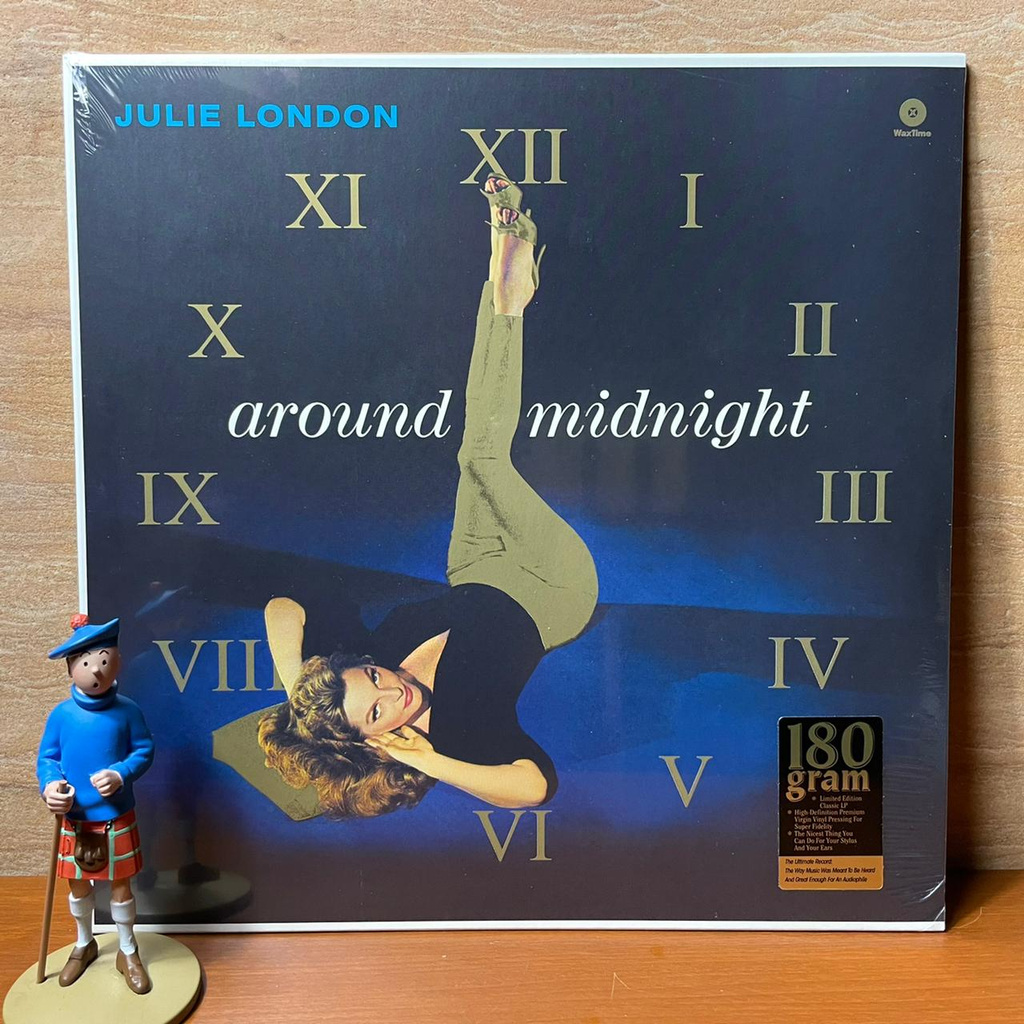 JULIE LONDON
WaxTime
XII
XI
I
X
II
around midnight
IX
III
VIII
IV
V
VI
180
gram
Limited Edition
Classic LP
High-Definition Premium
Virgin Vinyl Pressing For
Super Fidelity
The Nicest Thing You
Can Do For Your Stylus
And Your Ears
The Ultimate Record:
The Way Music Was Meant To Be Heard
And Great Enough For An Audiophile